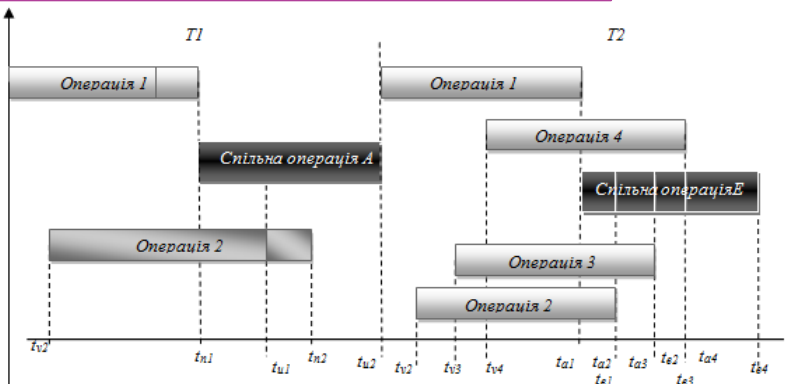 T1 T2
Операція 1 Операція 1
Операція 4
Спільна операція А
Спільна операціяЕ
Операція 2
Операція 3
Операція 2
tv2 tn1 tu1 tn2 tu2 tv2 tv3 tv4 ta1 ta2 ta3 te2 ta4 te4
te1 te3